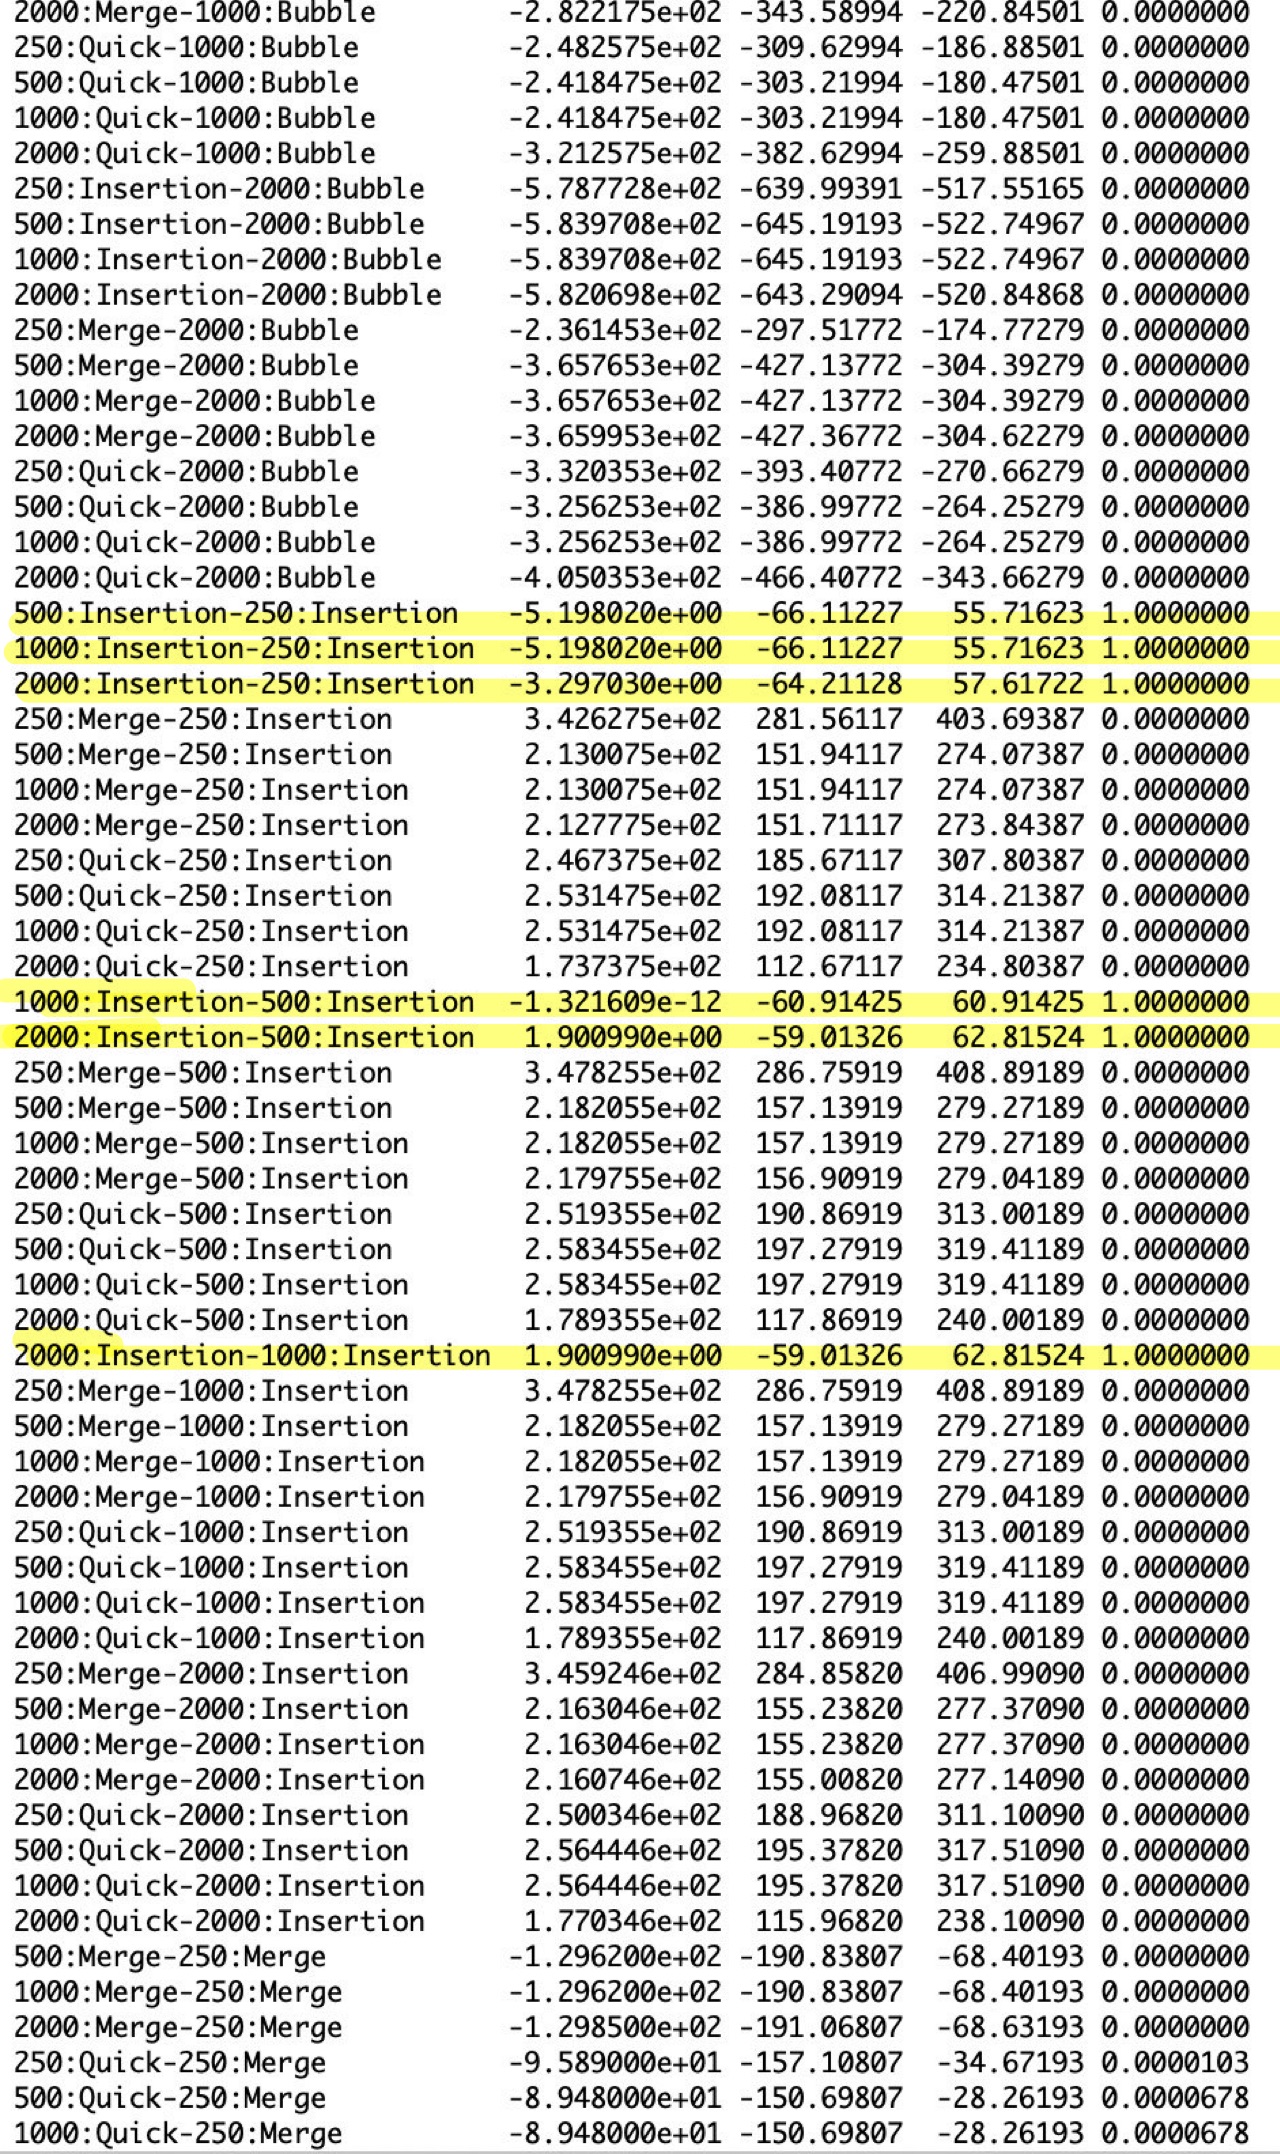 2000:Merge-1000:Bubble -2.822175e+02 -343.58994 -220.84501 0.0000000
250:Quick-1000:Bubble -2.482575e+02 -309.62994 -186.88501 0.0000000
500:Quick-1000:Bubble -2.418475e+02 -303.21994 -180.47501 0.0000000
1000:Quick-1000:Bubble -2.418475e+02 -303.21994 -180.47501 0.0000000
2000:Quick-1000:Bubble -3.212575e+02 -382.62994 -259.88501 0.0000000
250:Insertion-2000:Bubble -5.787728e+02 -639.99391 -517.55165 0.0000000
500:Insertion-2000:Bubble -5.839708e+02 -645.19193 -522.74967 0.0000000
1000:Insertion-2000:Bubble -5.839708e+02 -645.19193 -522.74967 0.0000000
2000:Insertion-2000:Bubble -5.820698e+02 -643.29094 -520.84868 0.0000000
250:Merge-2000:Bubble -2.361453e+02 -297.51772 -174.77279 0.0000000
500:Merge-2000:Bubble -3.657653e+02 -427.13772 -304.39279 0.0000000
1000:Merge-2000:Bubble -3.657653e+02 -427.13772 -304.39279 0.0000000
2000:Merge-2000:Bubble -3.659953e+02 -427.36772 -304.62279 0.0000000
250:Quick-2000:Bubble -3.320353e+02 -393.40772 -270.66279 0.0000000
500:Quick-2000:Bubble -3.256253e+02 -386.99772 -264.25279 0.0000000
1000:Quick-2000:Bubble -3.256253e+02 -386.99772 -264.25279 0.0000000
2000:Quick-2000:Bubble -4.050353e+02 -466.40772 -343.66279 0.0000000
500:Insertion-250:Insertion -5.198020e+00 -66.11227 55.71623 1.0000000
1000:Insertion-250:Insertion -5.198020e+00 -66.11227 55.71623 1.0000000
2000:Insertion-250:Insertion -3.297030e+00 -64.21128 57.61722 1.0000000
250:Merge-250:Insertion 3.426275e+02 281.56117 403.69387 0.0000000
500:Merge-250:Insertion 2.130075e+02 151.94117 274.07387 0.0000000
1000:Merge-250:Insertion 2.130075e+02 151.94117 274.07387 0.0000000
2000:Merge-250:Insertion 2.127775e+02 151.71117 273.84387 0.0000000
250:Quick-250:Insertion 2.467375e+02 185.67117 307.80387 0.0000000
500:Quick-250:Insertion 2.531475e+02 192.08117 314.21387 0.0000000
1000:Quick-250:Insertion 2.531475e+02 192.08117 314.21387 0.0000000
2000:Quick-250:Insertion 1.737375e+02 112.67117 234.80387 0.0000000
1000:Insertion-500:Insertion -1.321609e-12 -60.91425 60.91425 1.0000000
2000:Insertion-500:Insertion 1.900990e+00 -59.01326 62.81524 1.0000000
250:Merge-500:Insertion 3.478255e+02 286.75919 408.89189 0.0000000
500:Merge-500:Insertion 2.182055e+02 157.13919 279.27189 0.0000000
1000:Merge-500:Insertion 2.182055e+02 157.13919 279.27189 0.0000000
2000:Merge-500:Insertion 2.179755e+02 156.90919 279.04189 0.0000000
250:Quick-500:Insertion 2.519355e+02 190.86919 313.00189 0.0000000
500:Quick-500:Insertion 2.583455e+02 197.27919 319.41189 0.0000000
1000:Quick-500:Insertion 2.583455e+02 197.27919 319.41189 0.0000000
2000:Quick-500:Insertion 1.789355e+02 117.86919 240.00189 0.0000000
2000:Insertion-1000:Insertion 1.900990e+00 -59.01326 62.81524 1.0000000
250:Merge-1000:Insertion 3.478255e+02 286.75919 408.89189 0.0000000
500:Merge-1000:Insertion 2.182055e+02 157.13919 279.27189 0.0000000
1000:Merge-1000:Insertion 2.182055e+02 157.13919 279.27189 0.0000000
2000:Merge-1000:Insertion 2.179755e+02 156.90919 279.04189 0.0000000
250:Quick-1000:Insertion 2.519355e+02 190.86919 313.00189 0.0000000
500:Quick-1000:Insertion 2.583455e+02 197.27919 319.41189 0.0000000
1000:Quick-1000:Insertion 2.583455e+02 197.27919 319.41189 0.0000000
2000:Quick-1000:Insertion 1.789355e+02 117.86919 240.00189 0.0000000
250:Merge-2000:Insertion 3.459246e+02 284.85820 406.99090 0.0000000
500:Merge-2000:Insertion 2.163046e+02 155.23820 277.37090 0.0000000
1000:Merge-2000:Insertion 2.163046e+02 155.23820 277.37090 0.0000000
2000:Merge-2000:Insertion 2.160746e+02 155.00820 277.14090 0.0000000
250:Quick-2000:Insertion 2.500346e+02 188.96820 311.10090 0.0000000
500:Quick-2000:Insertion 2.564446e+02 195.37820 317.51090 0.0000000
1000:Quick-2000:Insertion 2.564446e+02 195.37820 317.51090 0.0000000
2000:Quick-2000:Insertion 1.770346e+02 115.96820 238.10090 0.0000000
500:Merge-250:Merge -1.296200e+02 -190.83807 -68.40193 0.0000000
1000:Merge-250:Merge -1.296200e+02 -190.83807 -68.40193 0.0000000
2000:Merge-250:Merge -1.298500e+02 -191.06807 -68.63193 0.0000000
250:Quick-250:Merge -9.589000e+01 -157.10807 -34.67193 0.0000103
500:Quick-250:Merge -8.948000e+01 -150.69807 -28.26193 0.0000678
1000:Quick-250:Merge -8.948000e+01 -150.69807 -28.26193 0.0000678